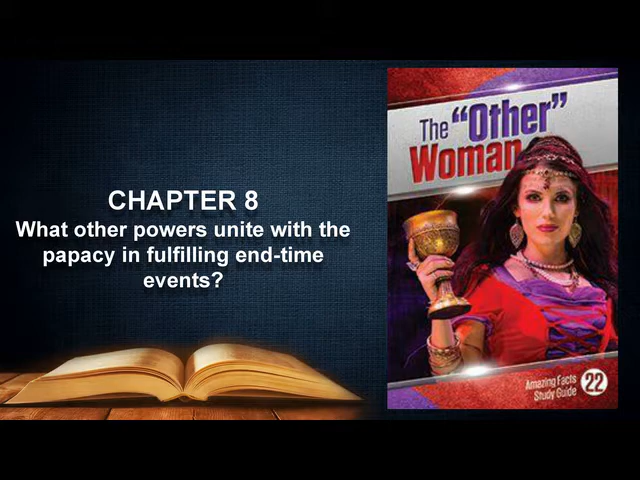 CHAPTER 8
What other powers unite with the
papacy in fulfilling end-time
events?
The "Other"
Woman
Amazing Facts
Study Guide 22